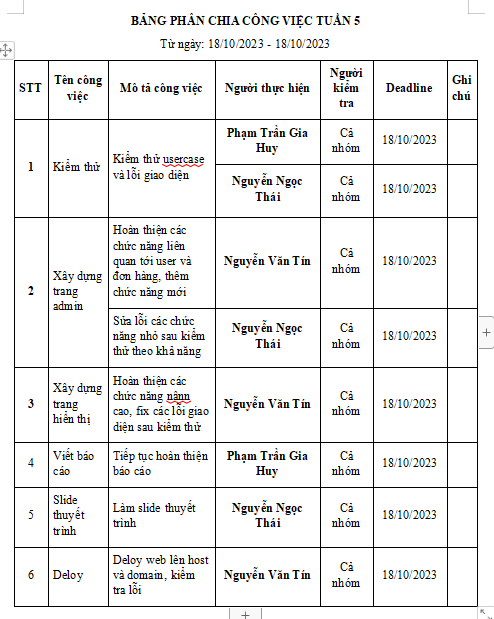 BẢNG PHÂN CHIA CÔNG VIỆC TUẦN 5
Từ ngày: 18/10/2023 - 18/10/2023
STT
Tên công
việc
Mô tả công việc
Người thực hiện
Người
kiểm
tra
Deadline
Ghi
chú
1
Kiểm thử
Kiểm thử usercase
và lỗi giao diện
Phạm Trần Gia
Huy
Cả
nhóm
18/10/2023
Nguyễn Ngọc
Thái
Cả
nhóm
18/10/2023
2
Xây dựng
trang
admin
Hoàn thiện các
chức năng liên
quan tới user và
đơn hàng, thêm
chức năng mới
Nguyễn Văn Tín
Cả
nhóm
18/10/2023
Sửa lỗi các chức
năng nhỏ sau kiểm
thử theo khả năng
Nguyễn Ngọc
Thái
Cả
nhóm
18/10/2023
3
Xây dựng
trang
hiển thị
Hoàn thiện các
chức năng nânn
cao, fix các lỗi giao
diện sau kiểm thử
Nguyễn Văn Tín
Cả
nhóm
18/10/2023
4
Viết báo
cáo
Tiếp tục hoàn thiện
báo cáo
Phạm Trần Gia
Huy
Cả
nhóm
18/10/2023
5
Slide
thuyết
trình
Làm slide thuyết
trình
Nguyễn Ngọc
Thái
Cả
nhóm
18/10/2023
6
Deloy
Deloy web lên host
và domain, kiểm
tra lỗi
Nguyễn Văn Tín
Cả
nhóm
18/10/2023